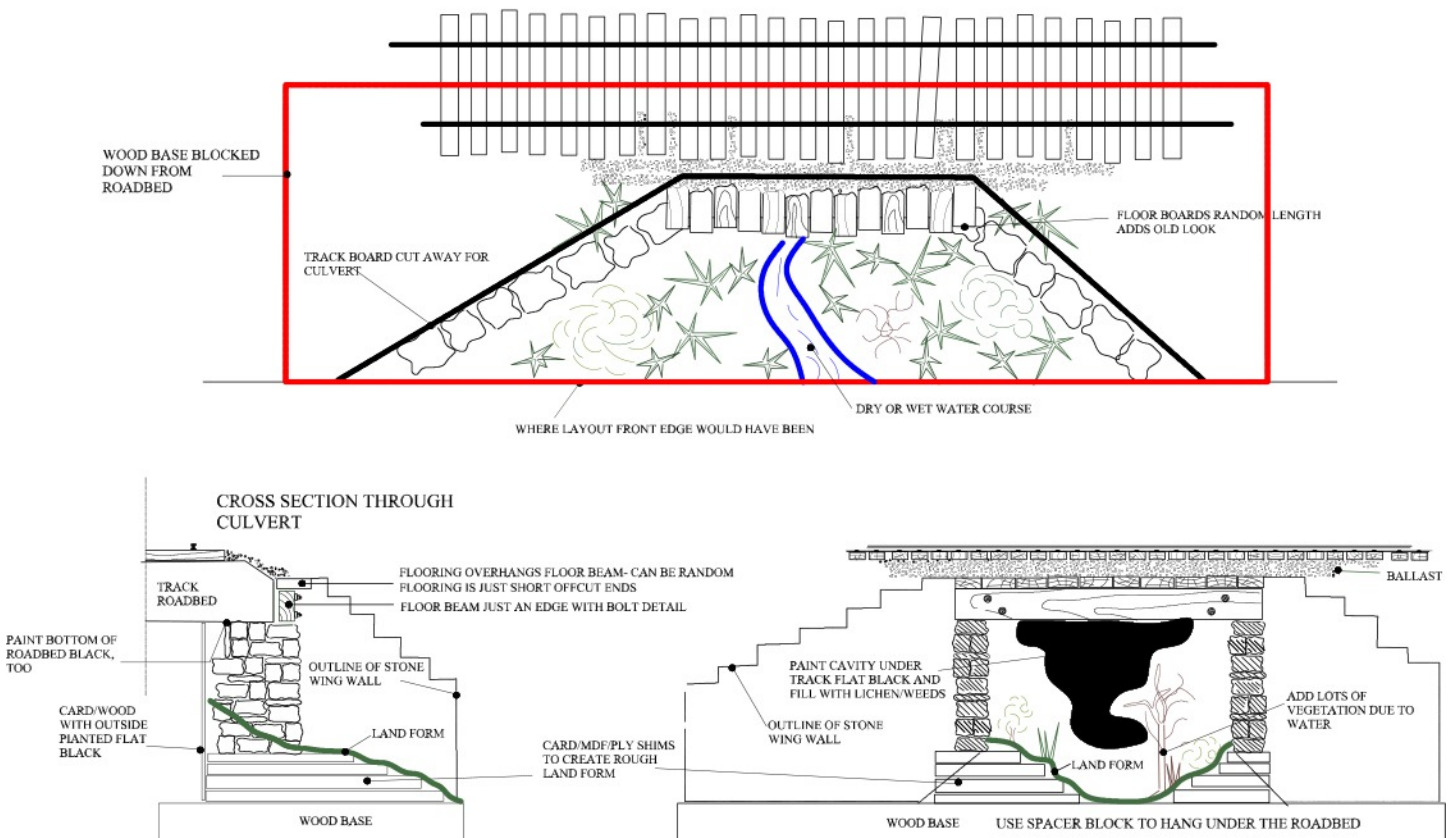 WOOD BASE BLOCKED
DOWN FROM
ROADBED
FLOOR BOARDS RANDOM LENGTH
ADDS OLD LOOK
TRACK BOARD CUT AWAY FOR
CULVERT
DRY OR WET WATER COURSE
WHERE LAYOUT FRONT EDGE WOULD HAVE BEEN
CROSS SECTION THROUGH
CULVERT
FLOORING OVERHANGS FLOOR BEAM- CAN BE RANDOM
FLOORING IS JUST SHORT OFFCUT ENDS
FLOOR BEAM JUST AN EDGE WITH BOLT DETAIL
TRACK
ROADBED
PAINT BOTTOM OF
ROADBED BLACK,
TOO
OUTLINE OF STONE
WING WALL
CARD/WOOD
WITH OUTSIDE
PIANTED FLAT
BLACK
LAND FORM
CARD/MDF/PLY SHIMS
TO CREATE ROUGH
LAND FORM
WOOD BASE
BALLAST
PAINT CAVITY UNDER
TRACK FLAT BLACK AND
FILL WITH LICHEN/WEEDS
OUTLINE OF STONE
WING WALL
ADD LOTS OF
VEGETATION DUE TO
WATER
LAND FORM
WOOD BASE
USE SPACER BLOCK TO HANG UNDER THE ROADBED